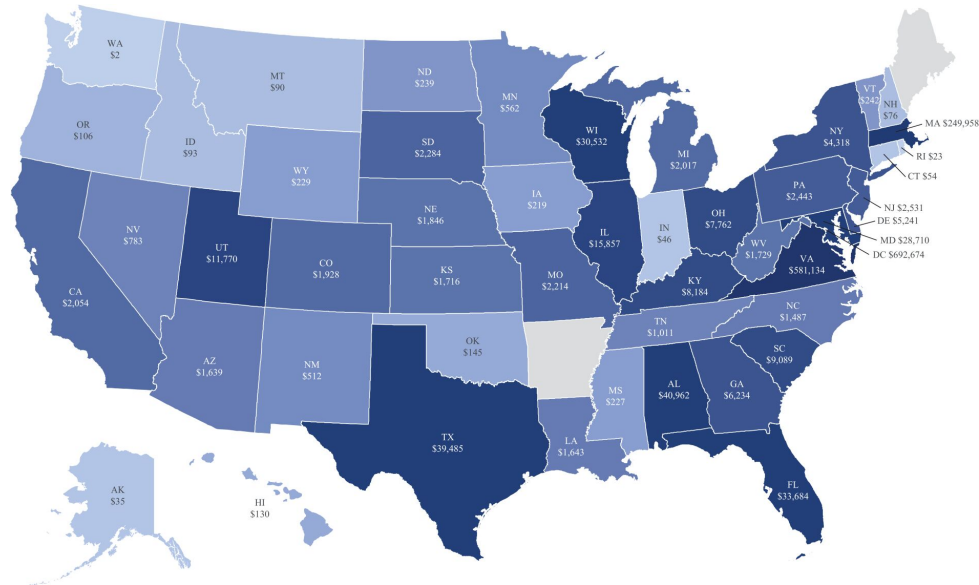 WA
$2
MT
$90
ND
$239
MN
$562
VT
$242
NH
$76
MA $249,958
OR
$106
ID
$93
WI
$30,532
NY
$4,318
SD
$2,284
MI
$2,017
RI $23
CT $54
WY
$229
IA
$219
PA
$2,443
NJ $2,531
DE $5,241
MD $28,710
DC $692,674
NE
$1,846
OH
$7,762
NV
$783
UT
$11,770
IL
$15,857
IN
$46
WV
$1,729
CO
$1,928
VA
$581,134
CA
$2,054
KS
$1,716
MO
$2,214
KY
$8,184
NC
$1,487
TN
$1,011
OK
$145
AZ
$1,639
NM
$512
SC
$9,089
MS
$227
AL
$40,962
GA
$6,234
TX
$39,485
LA
$1,643
FL
$33,684
AK
$35
HI
$130